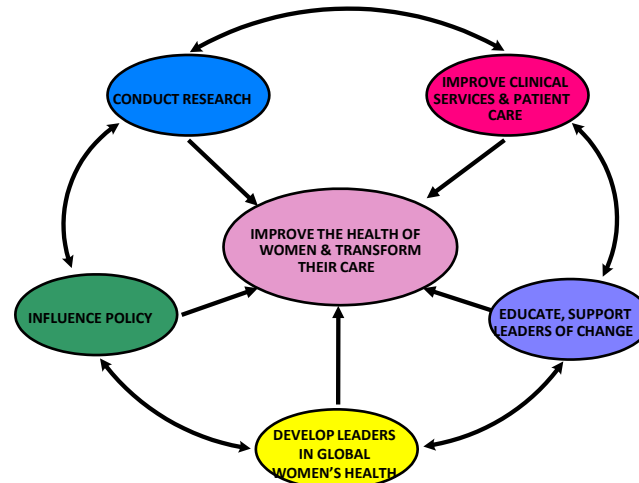 CONDUCT RESEARCH
IMPROVE CLINICAL
SERVICES & PATIENT
CARE
IMPROVE THE HEALTH OF
WOMEN & TRANSFORM
THEIR CARE
INFLUENCE POLICY
EDUCATE, SUPPORT
LEADERS OF CHANGE
DEVELOP LEADERS
IN GLOBAL
WOMEN’S HEALTH